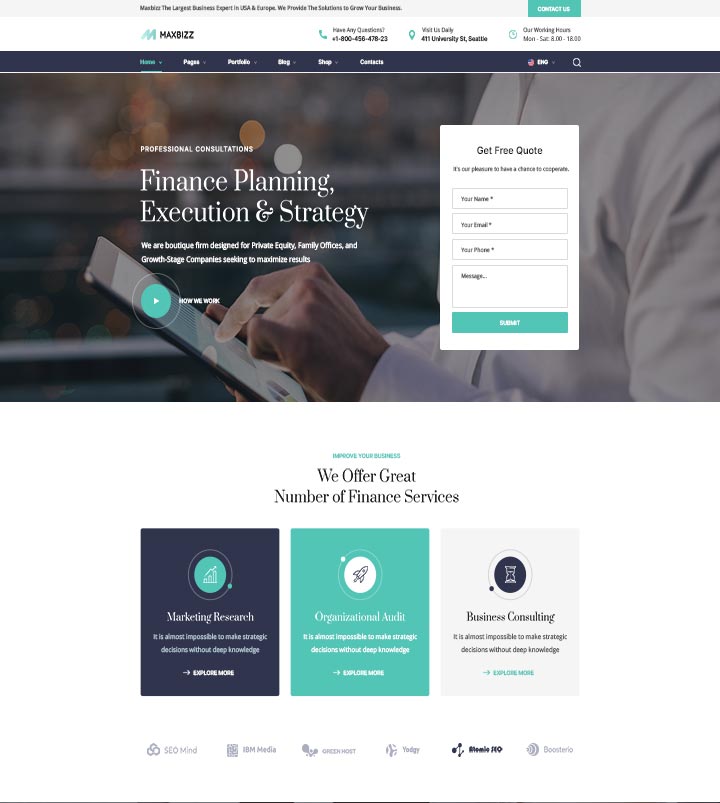 Maxbizz The Largest Business Expert in USA & Europe. We Provide The Solutions to Grow Your Business.
CONTACT US
MAXBIZZ
Have Any Questions?
+1-800-456-478-23
Visit Us Daily
411 University St, Seattle
Our Working Hours
Mon - Sat: 8.00 - 18.00
Home Pages Portfolio Blog Shop Contacts ENG
PROFESSIONAL CONSULTATIONS
Finance Planning,
Execution & Strategy
We are boutique firm designed for Private Equity, Family Offices, and
Growth-Stage Companies seeking to maximize results
HOW WE WORK
Get Free Quote
It's our pleasure to have a chance to cooperate.
Your Name *
Your Email *
Your Phone *
Message...
SUBMIT
IMPROVE YOUR BUSINESS
We Offer Great
Number of Finance Services
Marketing Research
It is almost impossible to make strategic
decisions without deep knowledge
→ EXPLORE MORE
Organizational Audit
It is almost impossible to make strategic
decisions without deep knowledge
→ EXPLORE MORE
Business Consulting
It is almost impossible to make strategic
decisions without deep knowledge
→ EXPLORE MORE
SEO Mind IBM Media GREEN HOST Yodgy Atomic SEO Boosterio